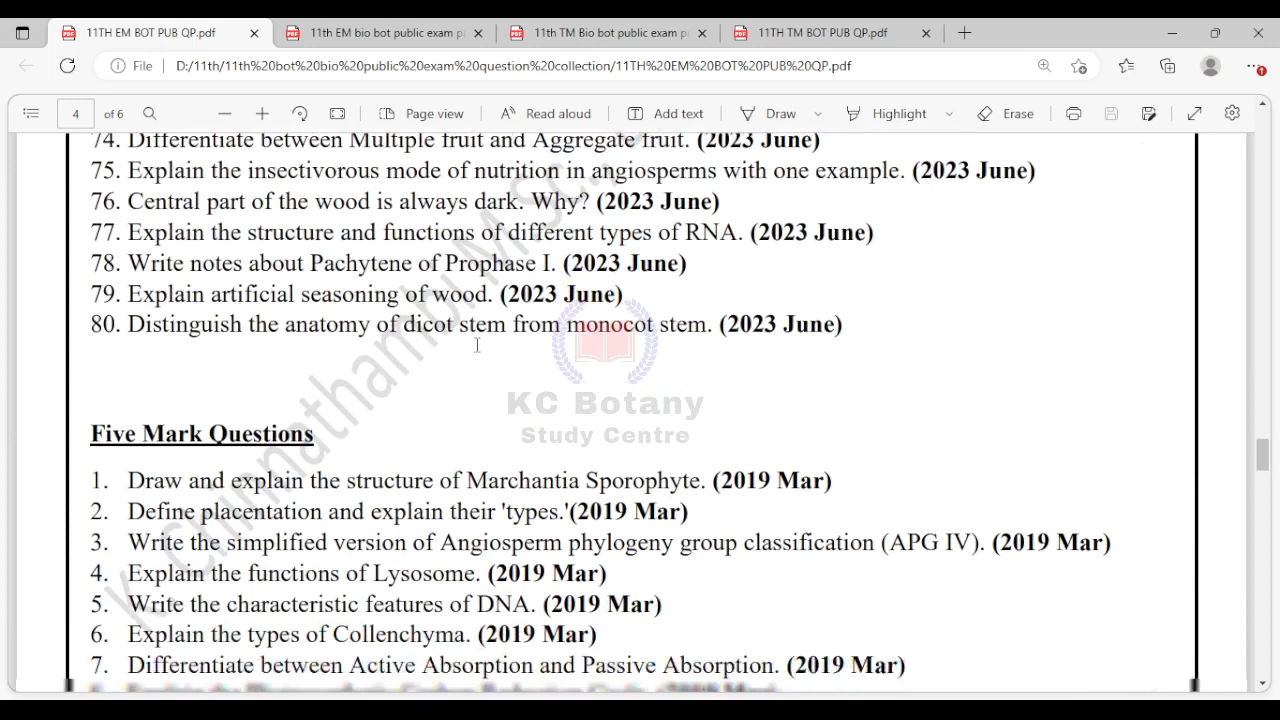 11TH EM BOT PUB QP.pdf
11th EM bio bot public exam p
11th TM Bio bot public exam p
11TH TM BOT PUB QP.pdf
File
D:/11th/11th%20bot%20bio%20public%20exam%20question%20collection/11TH%20EM%20BOT%20PUB%20QP.pdf
4 of 6
Page view
Read aloud
Add text
Draw
Highlight
Erase
74. Differentiate between Multiple fruit and Aggregate fruit. (2023 June)
75. Explain the insectivorous mode of nutrition in angiosperms with one example. (2023 June)
76. Central part of the wood is always dark. Why? (2023 June)
77. Explain the structure and functions of different types of RNA. (2023 June)
78. Write notes about Pachytene of Prophase I. (2023 June)
79. Explain artificial seasoning of wood. (2023 June)
80. Distinguish the anatomy of dicot stem from monocot stem. (2023 June)
KC Botany
Study Centre
K. Chinnathambi M.Sc.,
Five Mark Questions
1. Draw and explain the structure of Marchantia Sporophyte. (2019 Mar)
2. Define placentation and explain their 'types.'(2019 Mar)
3. Write the simplified version of Angiosperm phylogeny group classification (APG IV). (2019 Mar)
4. Explain the functions of Lysosome. (2019 Mar)
5. Write the characteristic features of DNA. (2019 Mar)
6. Explain the types of Collenchyma. (2019 Mar)
7. Differentiate between Active Absorption and Passive Absorption. (2019 Mar)